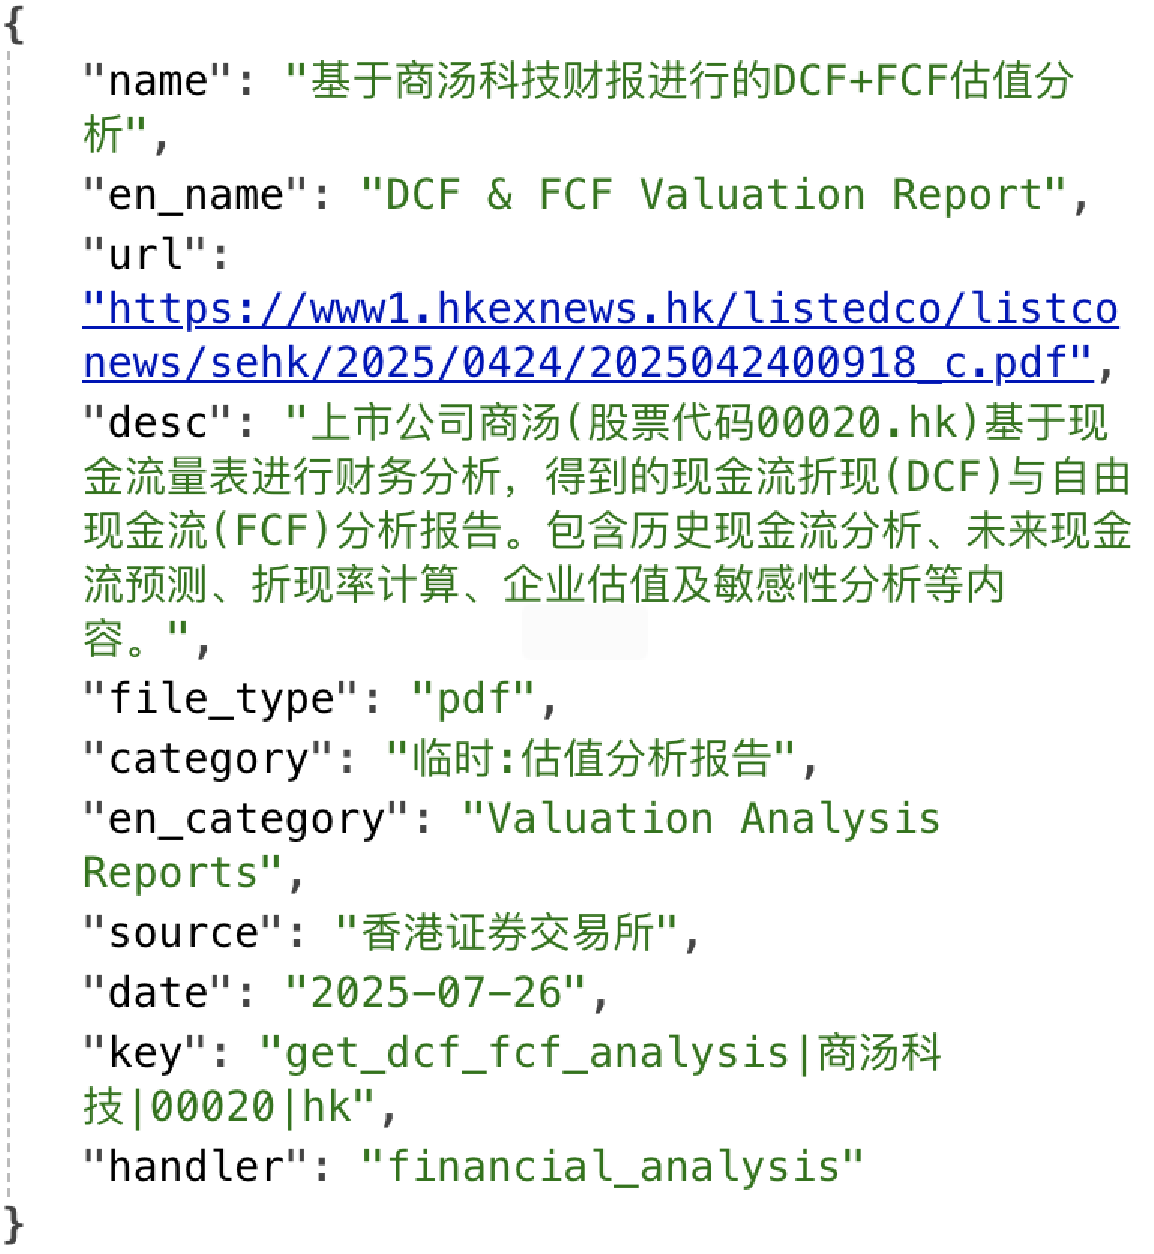 {
"name": "基于商汤科技财报进行的DCF+FCF估值分
析",
"en_name": "DCF & FCF Valuation Report",
"url":
"https://www1.hkexnews.hk/listedco/listco
news/sehk/2025/0424/2025042400918_c.pdf",
"desc": "上市公司商汤(股票代码00020.hk)基于现
金流量表进行财务分析，得到的现金流折现(DCF)与自由
现金流(FCF)分析报告。包含历史现金流分析、未来现金
流预测、折现率计算、企业估值及敏感性分析等内
容。",
"file_type": "pdf",
"category": "临时:估值分析报告",
"en_category": "Valuation Analysis
Reports",
"source": "香港证券交易所",
"date": "2025-07-26",
"key": "get_dcf_fcf_analysis|商汤科
技|00020|hk",
"handler": "financial_analysis"
}